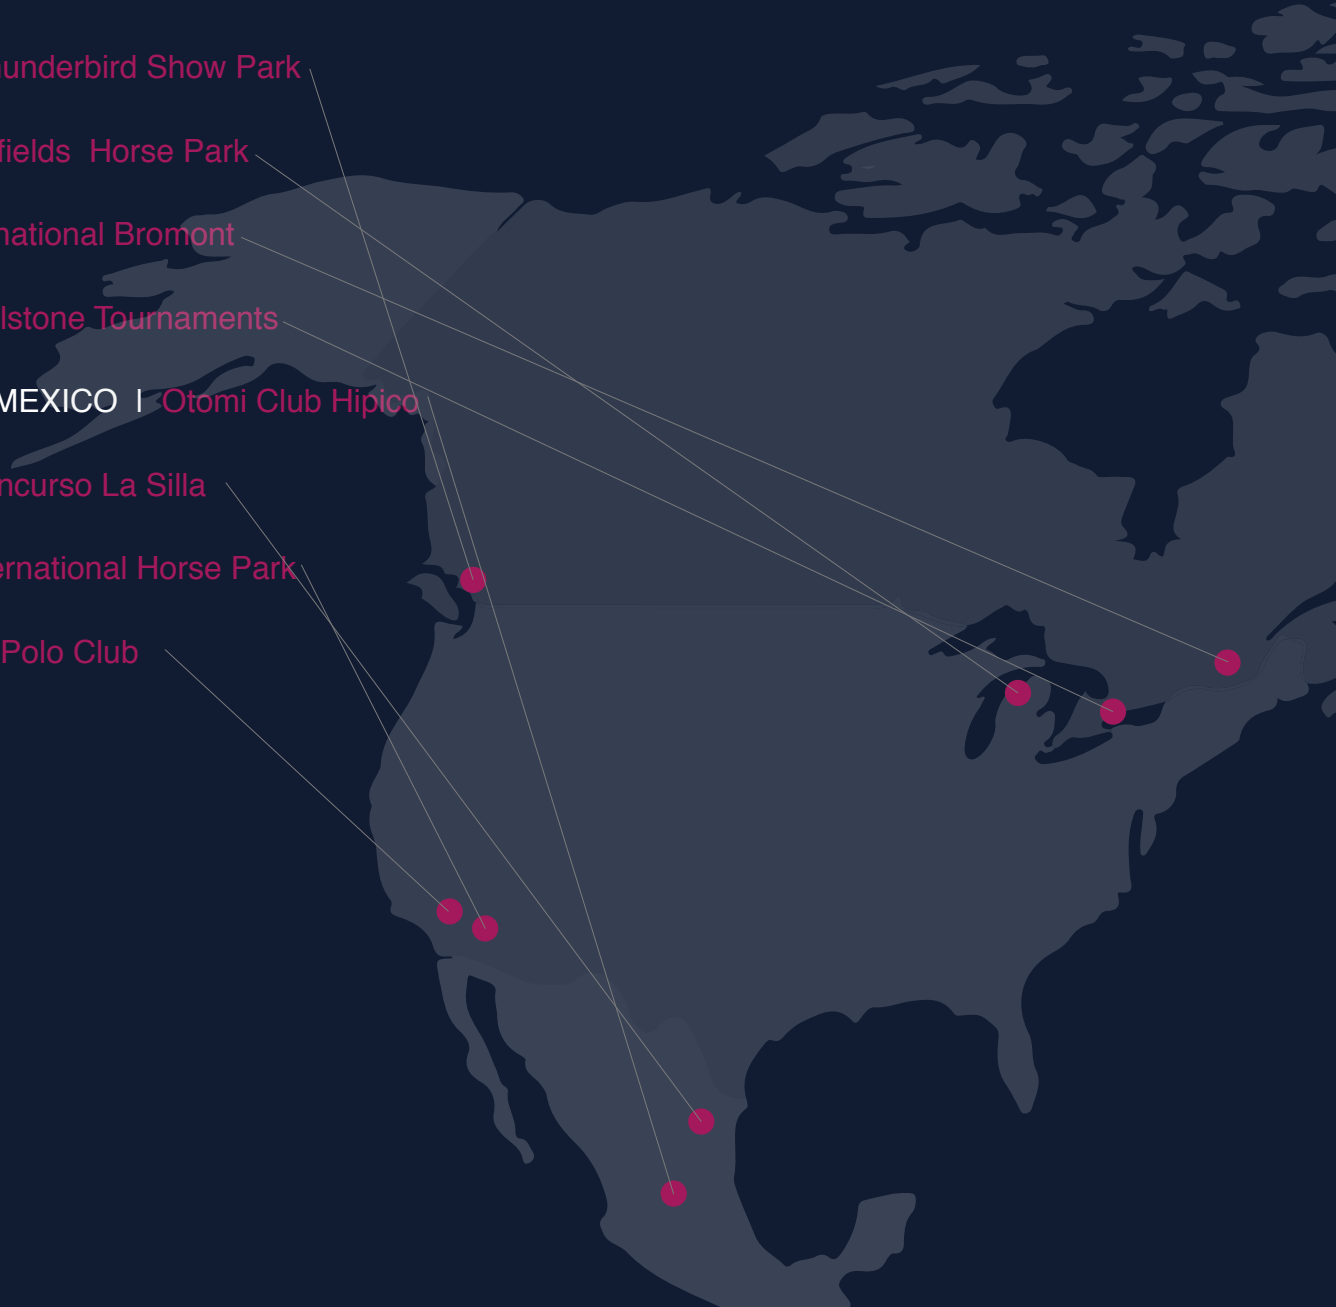 hunderbird Show Park
fields Horse Park
national Bromont
lstone Tournaments
MEXICO | Otomi Club Hipico
ncurso La Silla
ernational Horse Park
Polo Club